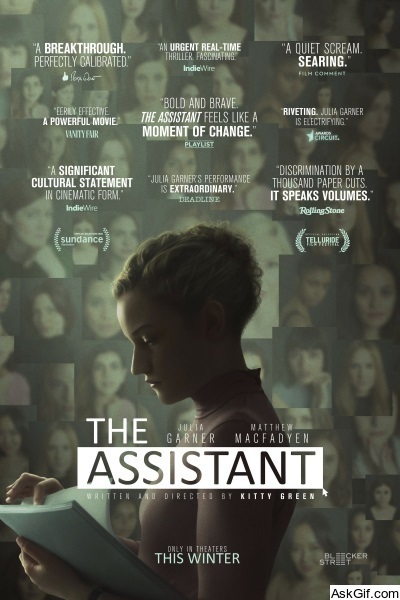 "A BREAKTHROUGH.
PERFECTLY CALIBRATED."
"AN URGENT REAL-TIME
THRILLER. FASCINATING."
IndieWire
"A QUIET SCREAM.
SEARING."
FILM COMMENT
"EERILY EFFECTIVE.
A POWERFUL MOVIE."
VANITY FAIR
"BOLD AND BRAVE.
THE ASSISTANT FEELS LIKE A
MOMENT OF CHANGE."
PLAYLIST
"RIVETING. JULIA GARNER
IS ELECTRIFYING."
AWARDS
CIRCUIT
"A SIGNIFICANT
CULTURAL STATEMENT
IN CINEMATIC FORM."
IndieWire
"JULIA GARNER'S PERFORMANCE
IS EXTRAORDINARY."
DEADLINE
"DISCRIMINATION BY A
THOUSAND PAPER CUTS.
IT SPEAKS VOLUMES."
RollingStone
sundance
TELLURIDE
THE
JULIA
GARNER
MATTHEW
MACFADYEN
ASSISTANT
WRITTEN AND DIRECTED BY KITTY GREEN
ONLY IN THEATERS
THIS WINTER
BLEECKER
STREET
AskGif.com